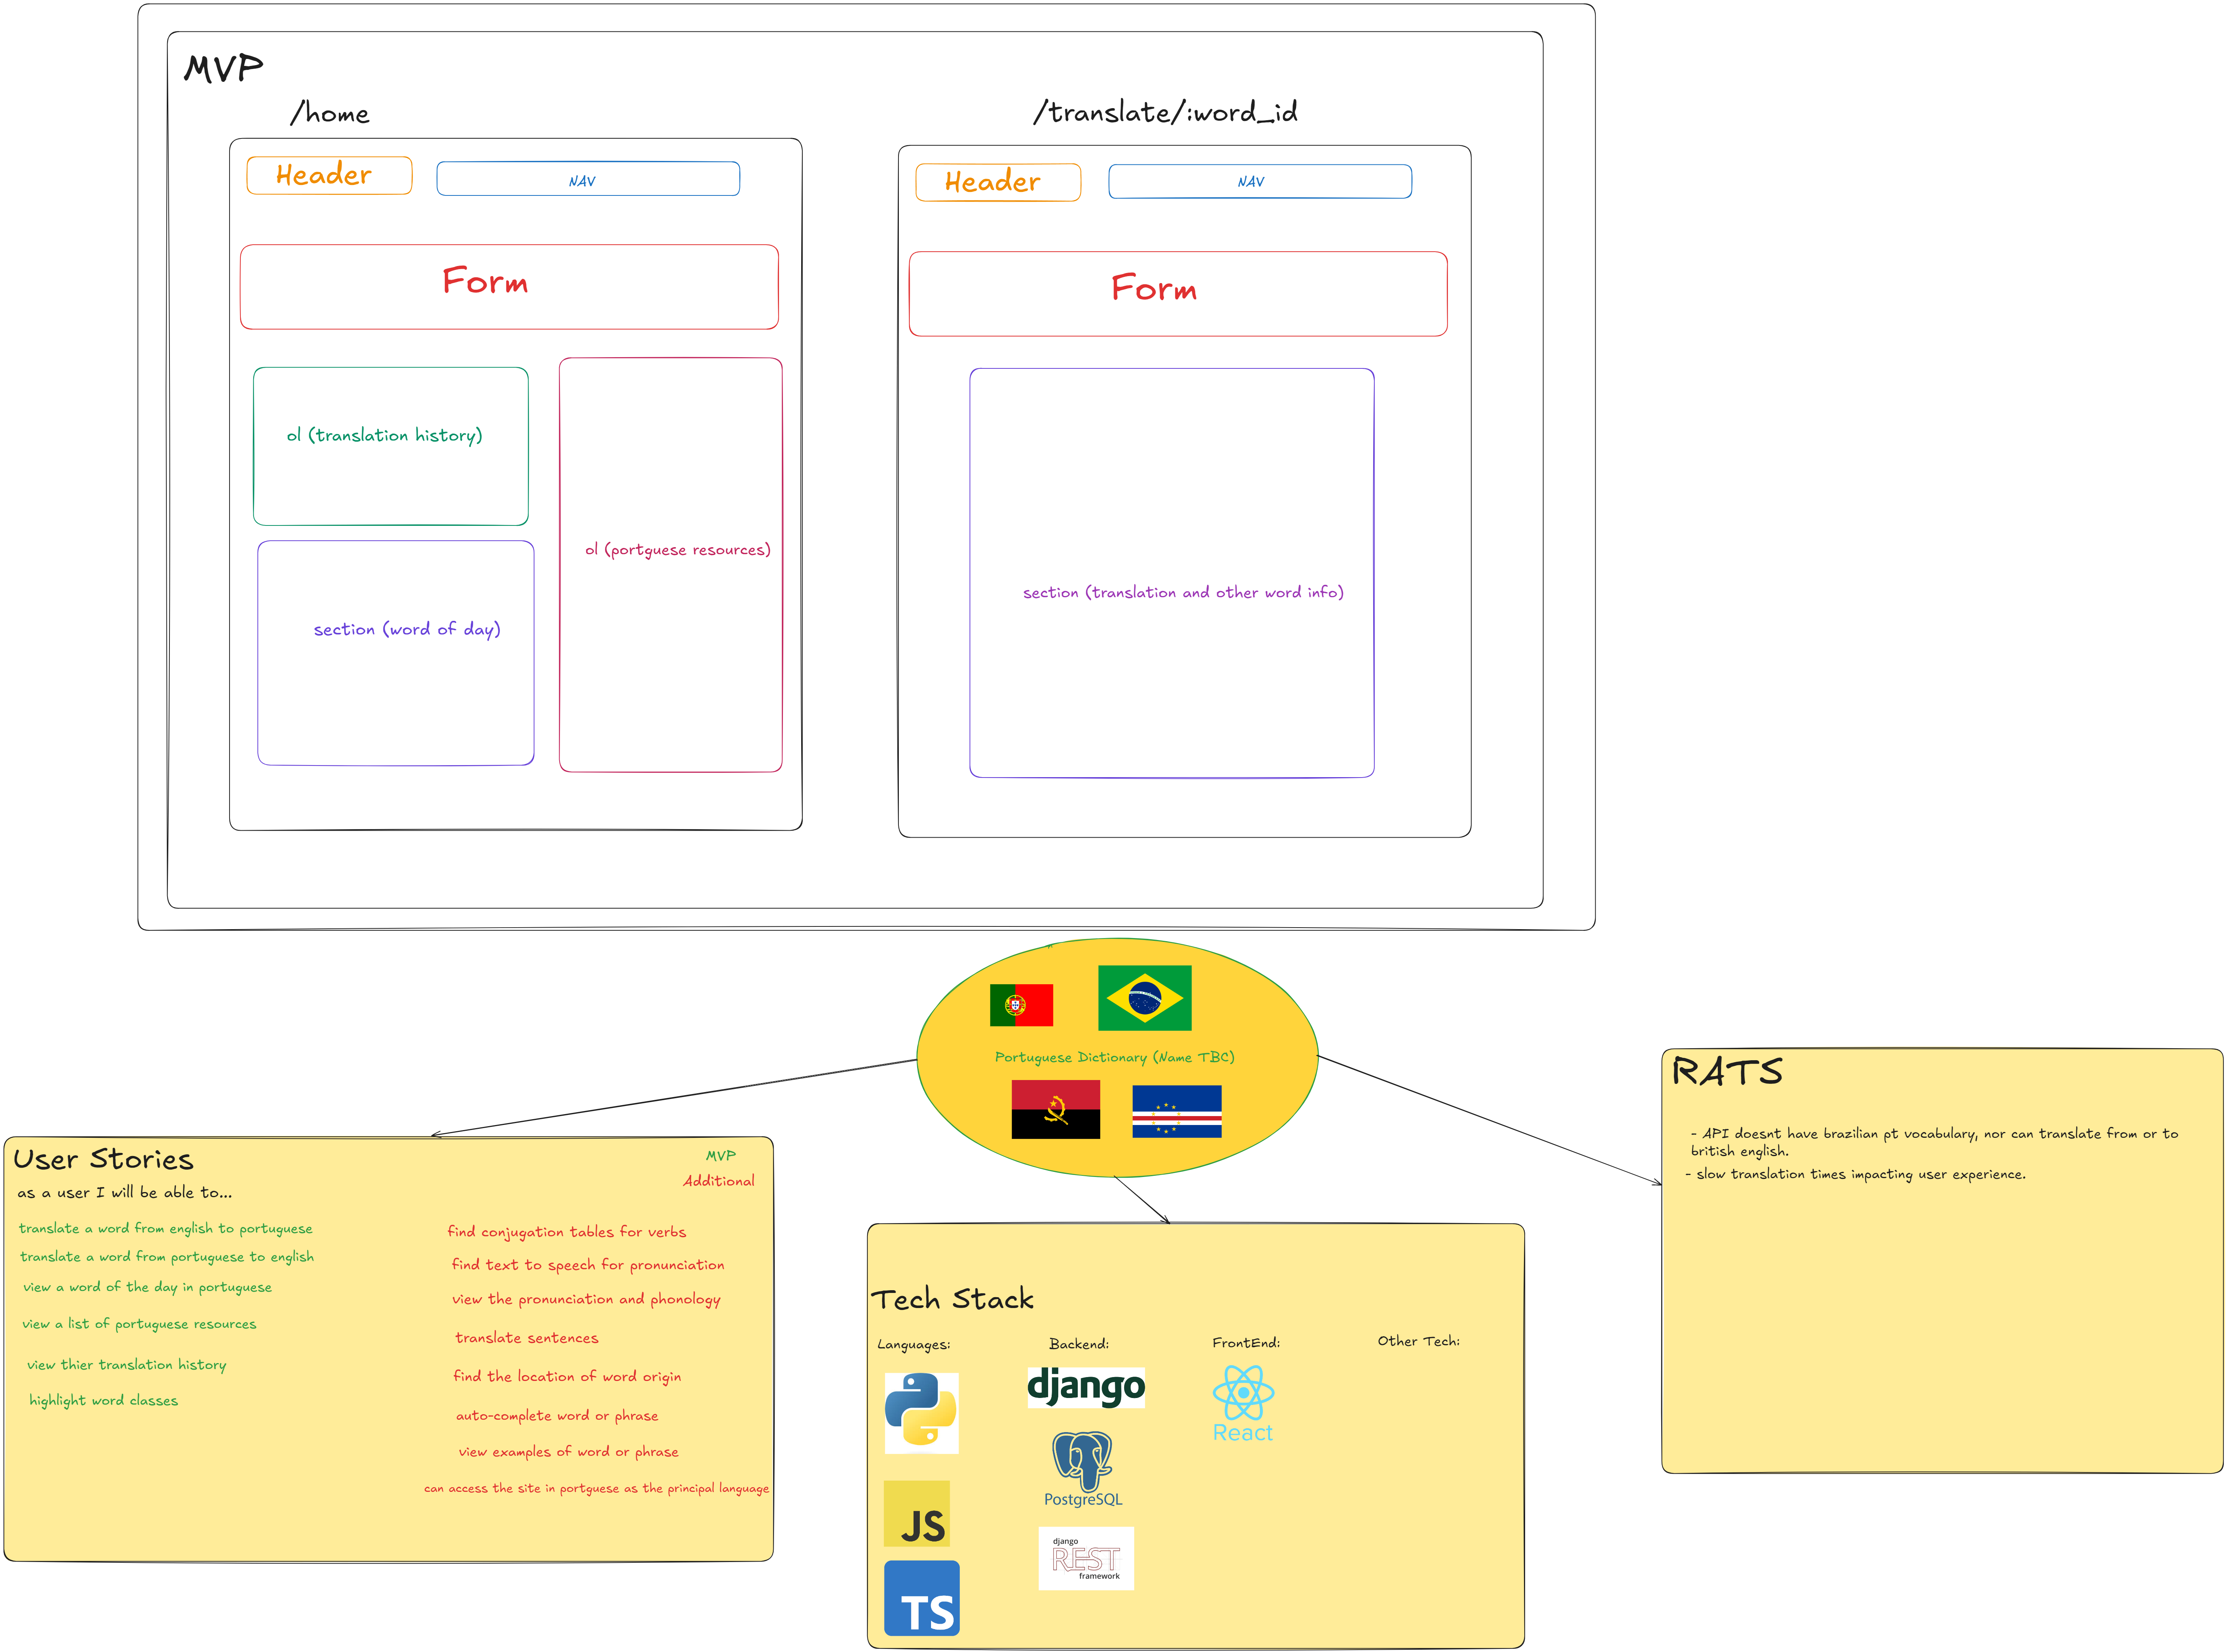 MVP
/home
/translate/:word_id
Header
NAV
Form
ol (translation history)
section (word of day)
ol (portguese resources)
Header
NAV
Form
section (translation and other word info)
Portuguese Dictionary (Name TBC)
User Stories
as a user I will be able to...
MVP
Additional
translate a word from english to portuguese
translate a word from portuguese to english
view a word of the day in portuguese
view a list of portuguese resources
view thier translation history
highlight word classes
find conjugation tables for verbs
find text to speech for pronunciation
view the pronunciation and phonology
translate sentences
find the location of word origin
auto-complete word or phrase
view examples of word or phrase
can access the site in portguese as the principal language
Tech Stack
Languages:
JS
TS
Backend:
django
PostgreSQL
django
REST
framework
FrontEnd:
React
Other Tech:
RATS
- API doesnt have brazilian pt vocabulary, nor can translate from or to
british english.
- slow translation times impacting user experience.